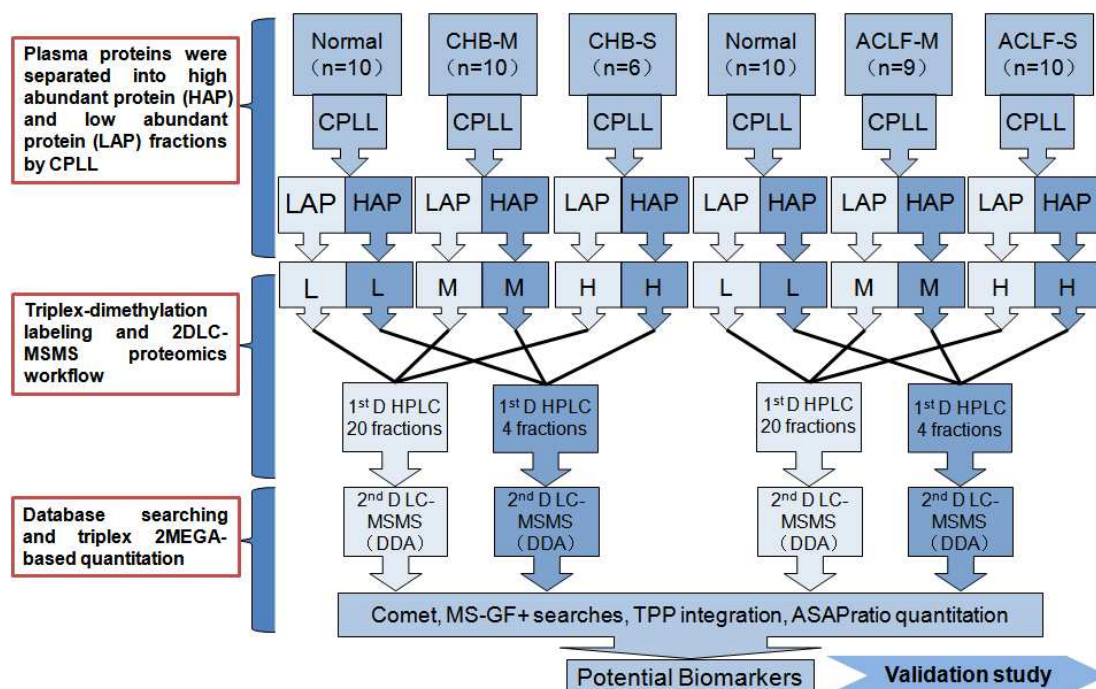 Plasma proteins were
separated into high
abundant protein (HAP)
and low abundant
protein (LAP) fractions
by CPLL
Normal
（n=10）
CHB-M
（n=10）
CHB-S
（n=6）
Normal
（n=10）
ACLF-M
（n=9）
ACLF-S
（n=10）
CPLL CPLL CPLL CPLL CPLL CPLL
LAP HAP LAP HAP LAP HAP LAP HAP LAP HAP LAP HAP
L L M M H H L L M M H H
Triplex-dimethylation
labeling and 2DLC-
MSMS proteomics
workflow
1st D HPLC
20 fractions
1st D HPLC
4 fractions
1st D HPLC
20 fractions
1st D HPLC
4 fractions
Database searching
and triplex 2MEGA-
based quantitation
2nd D LC-
MSMS
（DDA）
2nd D LC-
MSMS
（DDA）
2nd D LC-
MSMS
（DDA）
2nd D LC-
MSMS
（DDA）
Comet, MS-GF+ searches, TPP integration, ASAPratio quantitation
Potential Biomarkers
Validation study